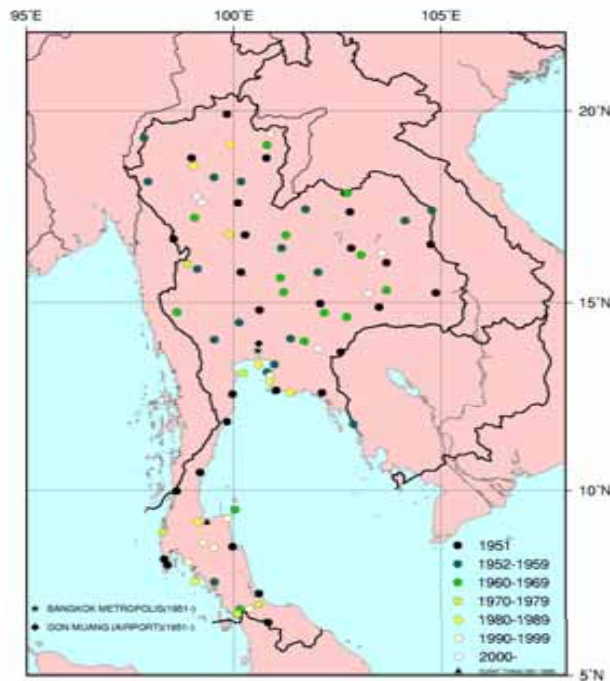 95°E 100°E 105°E
20°N
15°N
10°N
5°N
1951
1952-1959
1960-1969
1970-1979
1980-1989
1990-1999
2000-
BANGKOK METROPOLIS(1951-)
DON MUANG (AIRPORT)(1951-)